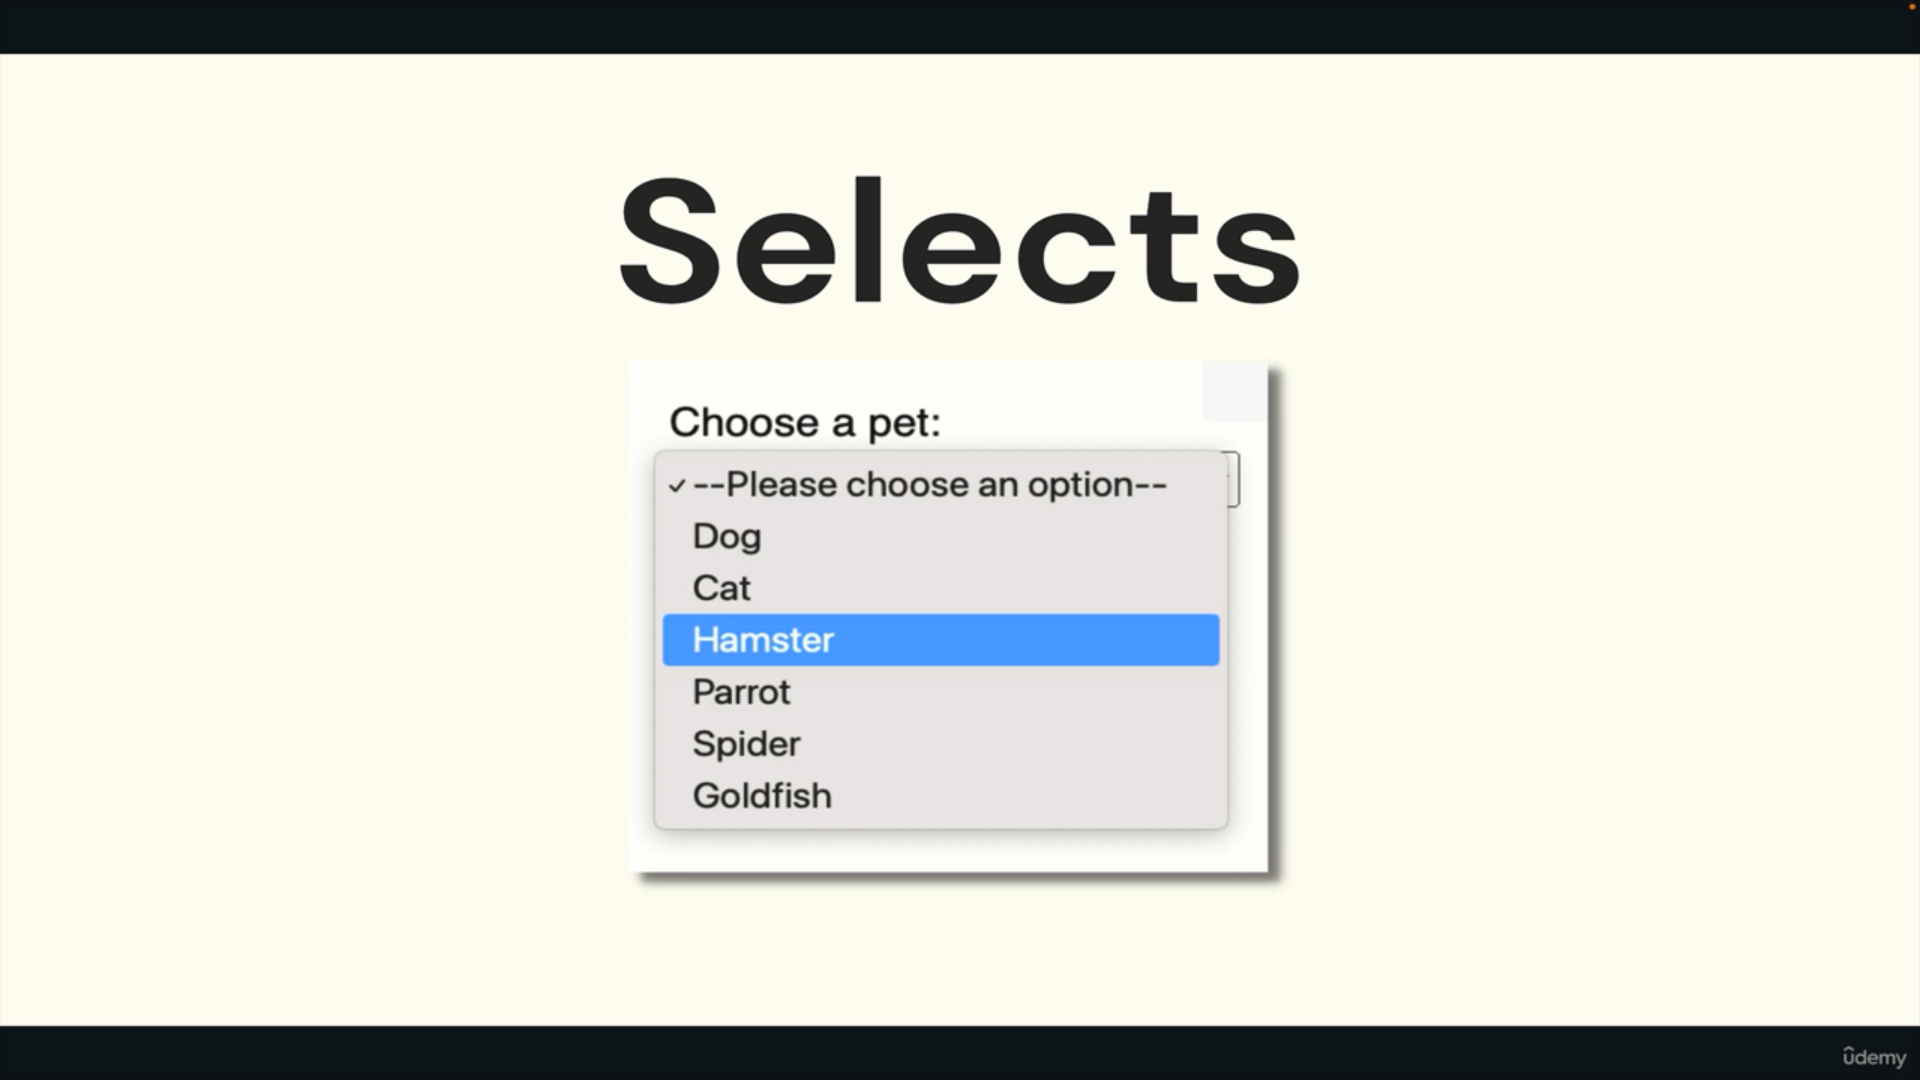 Selects
Choose a pet:
✓ --Please choose an option--
Dog
Cat
Hamster
Parrot
Spider
Goldfish
ûdemy